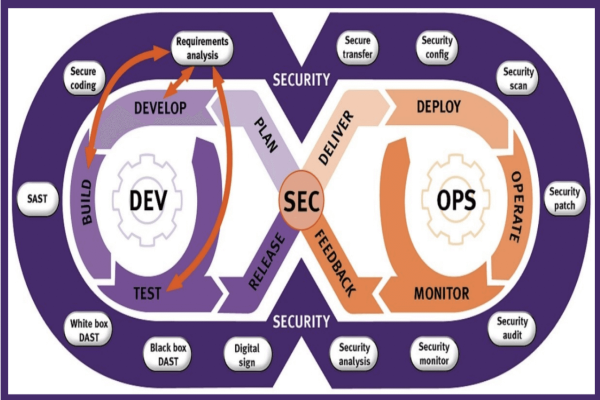 Requirements
analysis
Secure
transfer
Security
config
Secure
coding
SECURITY
Security
scan
DEVELOP
PLAN
DELIVER
DEPLOY
SAST
BUILD
DEV
SEC
OPS
OPERATE
Security
patch
TEST
RELEASE
FEEDBACK
MONITOR
White box
DAST
SECURITY
Security
audit
Black box
DAST
Digital
sign
Security
analysis
Security
monitor